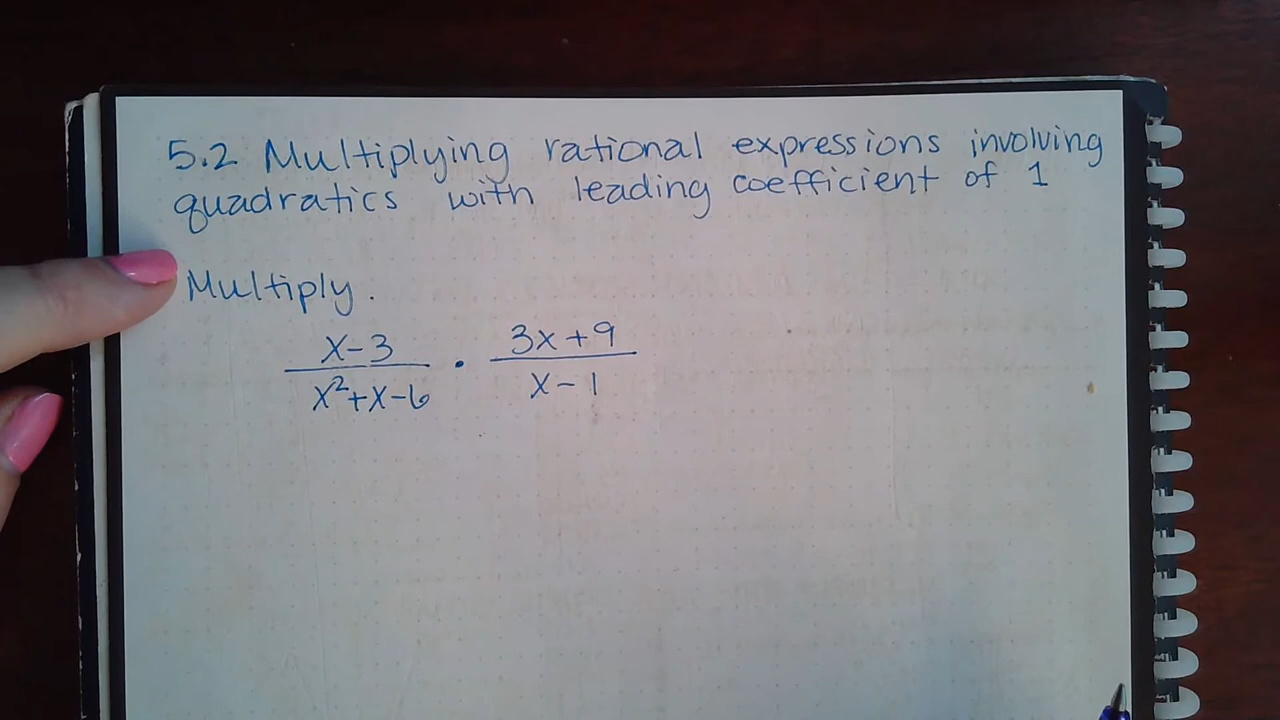 5.2 Multiplying rational expressions involving
quadratics with leading coefficient of 1
Multiply.
x-3 / x²+x-6 · 3x+9 / x-1